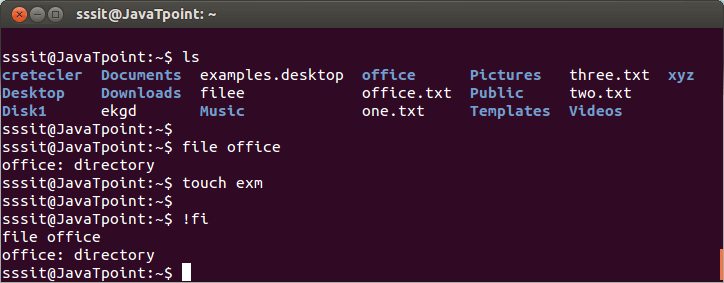 sssit@JavaTpoint: ~
sssit@JavaTpoint:~$ ls
cretecler  Documents  examples.desktop  office      Pictures   three.txt  xyz
Desktop    Downloads  filee             office.txt  Public     two.txt
Disk1      ekgd       Music             one.txt     Templates  Videos
sssit@JavaTpoint:~$
sssit@JavaTpoint:~$ file office
office: directory
sssit@JavaTpoint:~$ touch exm
sssit@JavaTpoint:~$
sssit@JavaTpoint:~$ !fi
file office
office: directory
sssit@JavaTpoint:~$